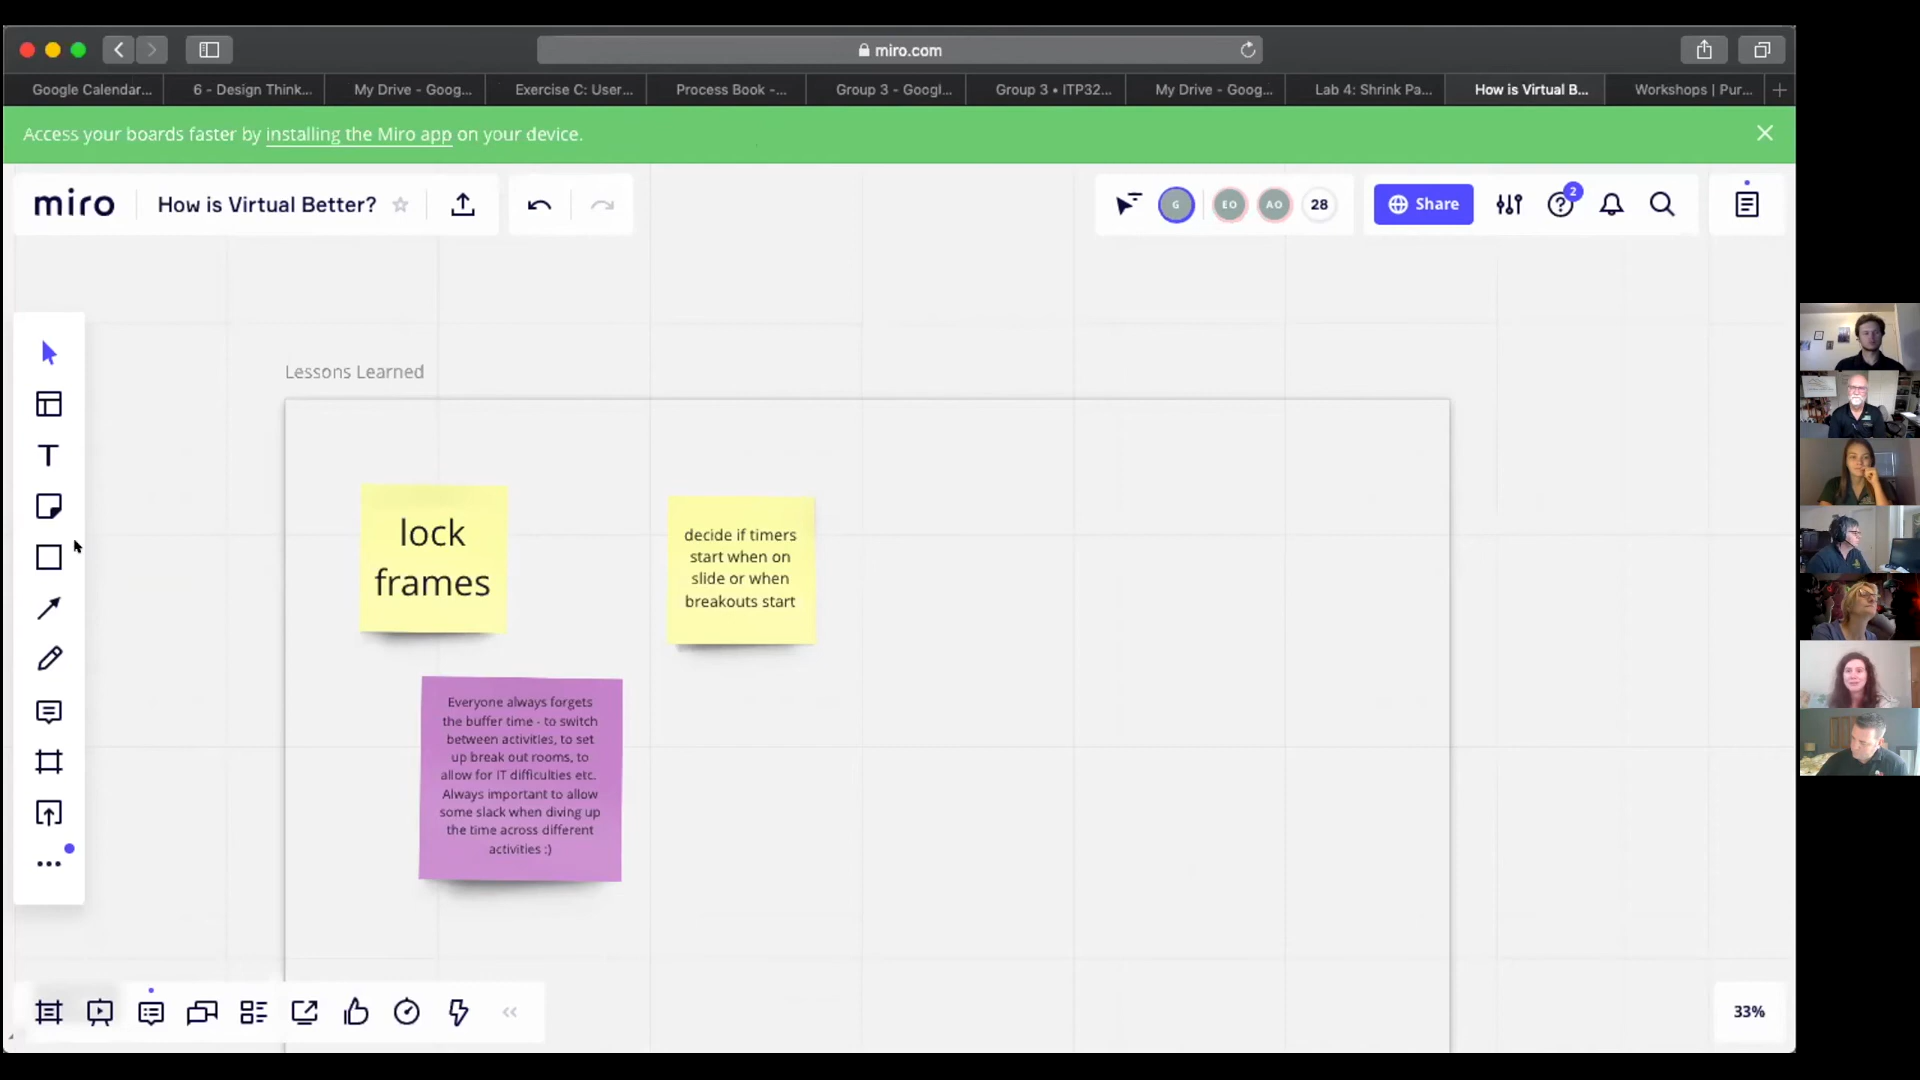 miro.com
Google Calendar...
6 - Design Think...
My Drive - Goog...
Exercise C: User...
Process Book -...
Group 3 - Googl...
Group 3 • ITP32...
My Drive - Goog...
Lab 4: Shrink Pa...
How is Virtual B...
Workshops | Pur...
Access your boards faster by installing the Miro app on your device.
miro
How is Virtual Better?
G
EO
AO
28
Share
2
Lessons Learned
lock
frames
decide if timers
start when on
slide or when
breakouts start
Everyone always forgets
the buffer time - to switch
between activities, to set
up break out rooms, to
allow for IT difficulties etc.
Always important to allow
some slack when diving up
the time across different
activities :)
33%